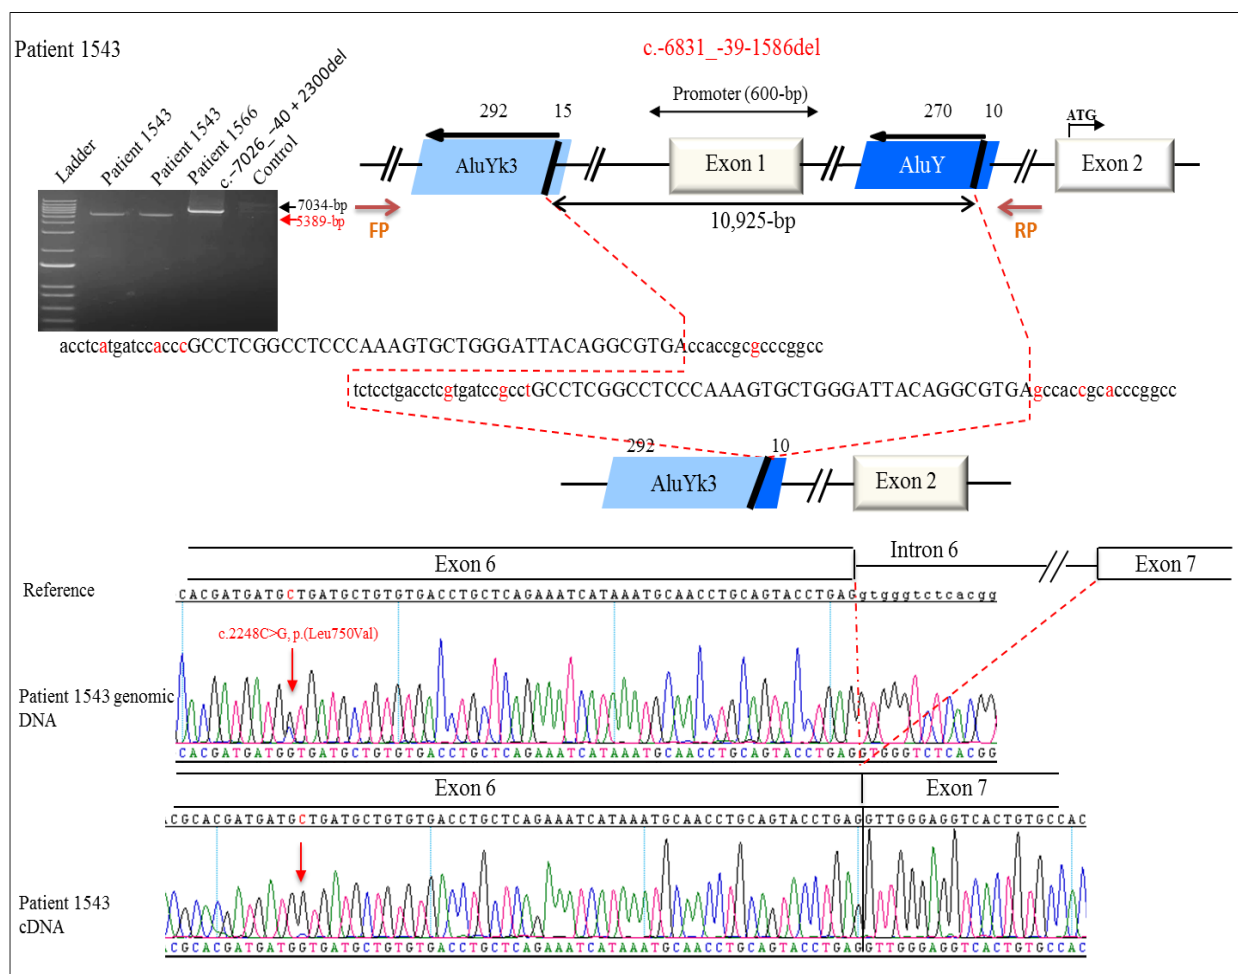 Patient 1543
c.-6831_-39-1586del
Ladder
Patient 1543
Patient 1543
Patient 1566
c.-7026_-40 + 2300del
Control
7034-bp
5389-bp
292
15
Promoter (600-bp)
270
10
ATG
AluYk3
Exon 1
AluY
Exon 2
FP
10,925-bp
RP
acctcatgatccacccGCCTCGGCCTCCCAAAGTGCTGGGATTACAGGCGTGAccaccgcgcccggcc
tctcctgacctcgtgatccgcctGCCTCGGCCTCCCAAAGTGCTGGGATTACAGGCGTGAgccaccgcacccggcc
292
10
AluYk3
Exon 2
Exon 6
Intron 6
Exon 7
Reference
CACGATGATGCTGATGCTGTGTGACCTGCTCAGAAATCATAAATGCAACCTGCAGTACCTGAGgtgggtctcacgg
c.2248C>G, p.(Leu750Val)
Patient 1543 genomic
DNA
CACGATGATGGTGATGCTGTGTGACCTGCTCAGAAATCATAAATGCAACCTGCAGTACCTGAGGTGGGTCTCACGG
Exon 6
Exon 7
CGCACGATGATGCTGATGCTGTGTGACCTGCTCAGAAATCATAAATGCAACCTGCAGTACCTGAGGTTGGGAGGTCACTGTGCCAC
Patient 1543
cDNA
CGCACGATGATGGTGATGCTGTGTGACCTGCTCAGAAATCATAAATGCAACCTGCAGTACCTGAGGTTGGGAGGTCACTGTGCCAC